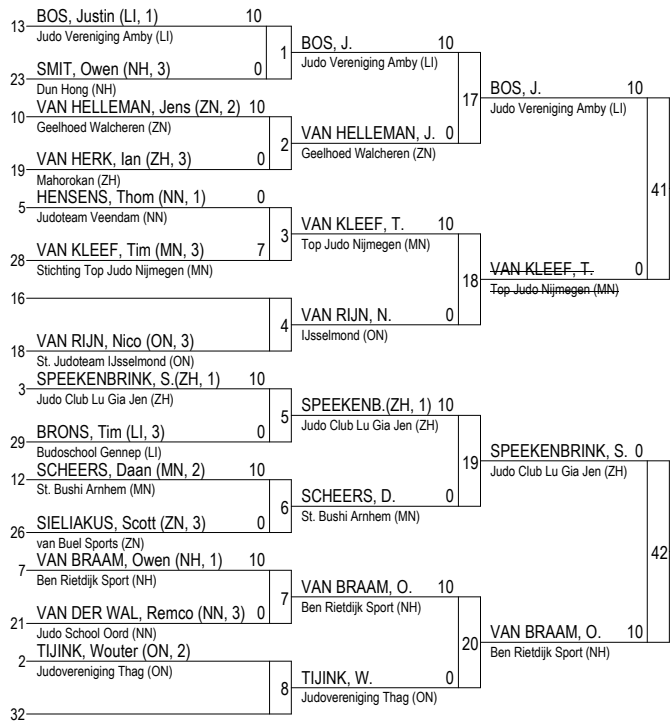 13 BOS, Justin (LI, 1) 10
Judo Vereniging Amby (LI)
1
23 SMIT, Owen (NH, 3) 0
Dun Hong (NH)
10 VAN HELLEMAN, Jens (ZN, 2) 10
Geelhoed Walcheren (ZN)
2
19 VAN HERK, Ian (ZH, 3) 0
Mahorokan (ZH)
5 HENSENS, Thom (NN, 1) 0
Judoteam Veendam (NN)
3
28 VAN KLEEF, Tim (MN, 3) 7
Stichting Top Judo Nijmegen (MN)
16
4
18 VAN RIJN, Nico (ON, 3)
St. Judoteam IJsselmond (ON)
3 SPEEKENBRINK, S.(ZH, 1) 10
Judo Club Lu Gia Jen (ZH)
5
29 BRONS, Tim (LI, 3) 0
Budoschool Gennep (LI)
12 SCHEERS, Daan (MN, 2) 10
St. Bushi Arnhem (MN)
6
26 SIELIAKUS, Scott (ZN, 3) 0
van Buel Sports (ZN)
7 VAN BRAAM, Owen (NH, 1) 10
Ben Rietdijk Sport (NH)
7
21 VAN DER WAL, Remco (NN, 3) 0
Judo School Oord (NN)
2 TIJINK, Wouter (ON, 2)
Judovereniging Thag (ON)
8
32
BOS, J. 10
Judo Vereniging Amby (LI)
17
VAN HELLEMAN, J. 0
Geelhoed Walcheren (ZN)
VAN KLEEF, T. 10
Top Judo Nijmegen (MN)
18
VAN RIJN, N. 0
IJsselmond (ON)
SPEEKENB.(ZH, 1) 10
Judo Club Lu Gia Jen (ZH)
19
SCHEERS, D. 0
St. Bushi Arnhem (MN)
VAN BRAAM, O. 10
Ben Rietdijk Sport (NH)
20
TIJINK, W. 0
Judovereniging Thag (ON)
BOS, J. 10
Judo Vereniging Amby (LI)
41
VAN KLEEF, T. 0
Top Judo Nijmegen (MN)
SPEEKENBRINK, S. 0
Judo Club Lu Gia Jen (ZH)
42
VAN BRAAM, O. 10
Ben Rietdijk Sport (NH)